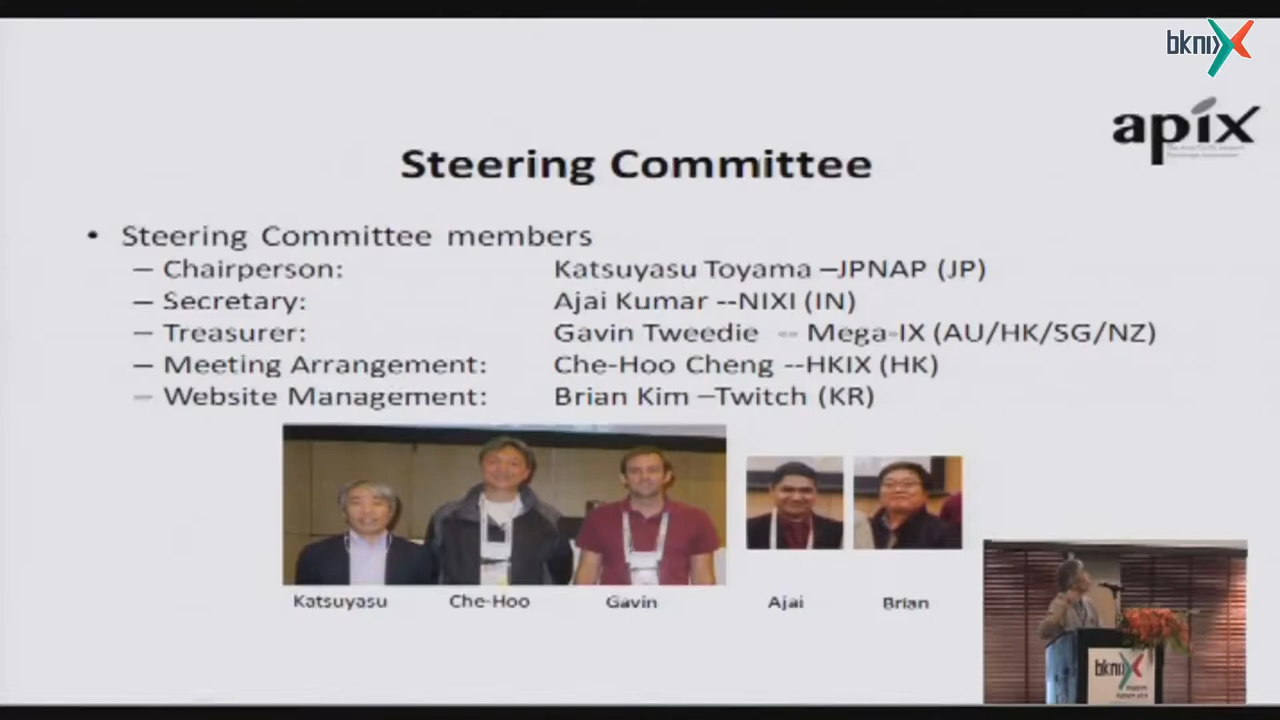 bknix
apix
Steering Committee
• Steering Committee members
– Chairperson: Katsuyasu Toyama –JPNAP (JP)
– Secretary: Ajai Kumar --NIXI (IN)
– Treasurer: Gavin Tweedie -- Mega-IX (AU/HK/SG/NZ)
– Meeting Arrangement: Che-Hoo Cheng --HKIX (HK)
– Website Management: Brian Kim –Twitch (KR)
Katsuyasu Che-Hoo Gavin Ajai Brian
bknix